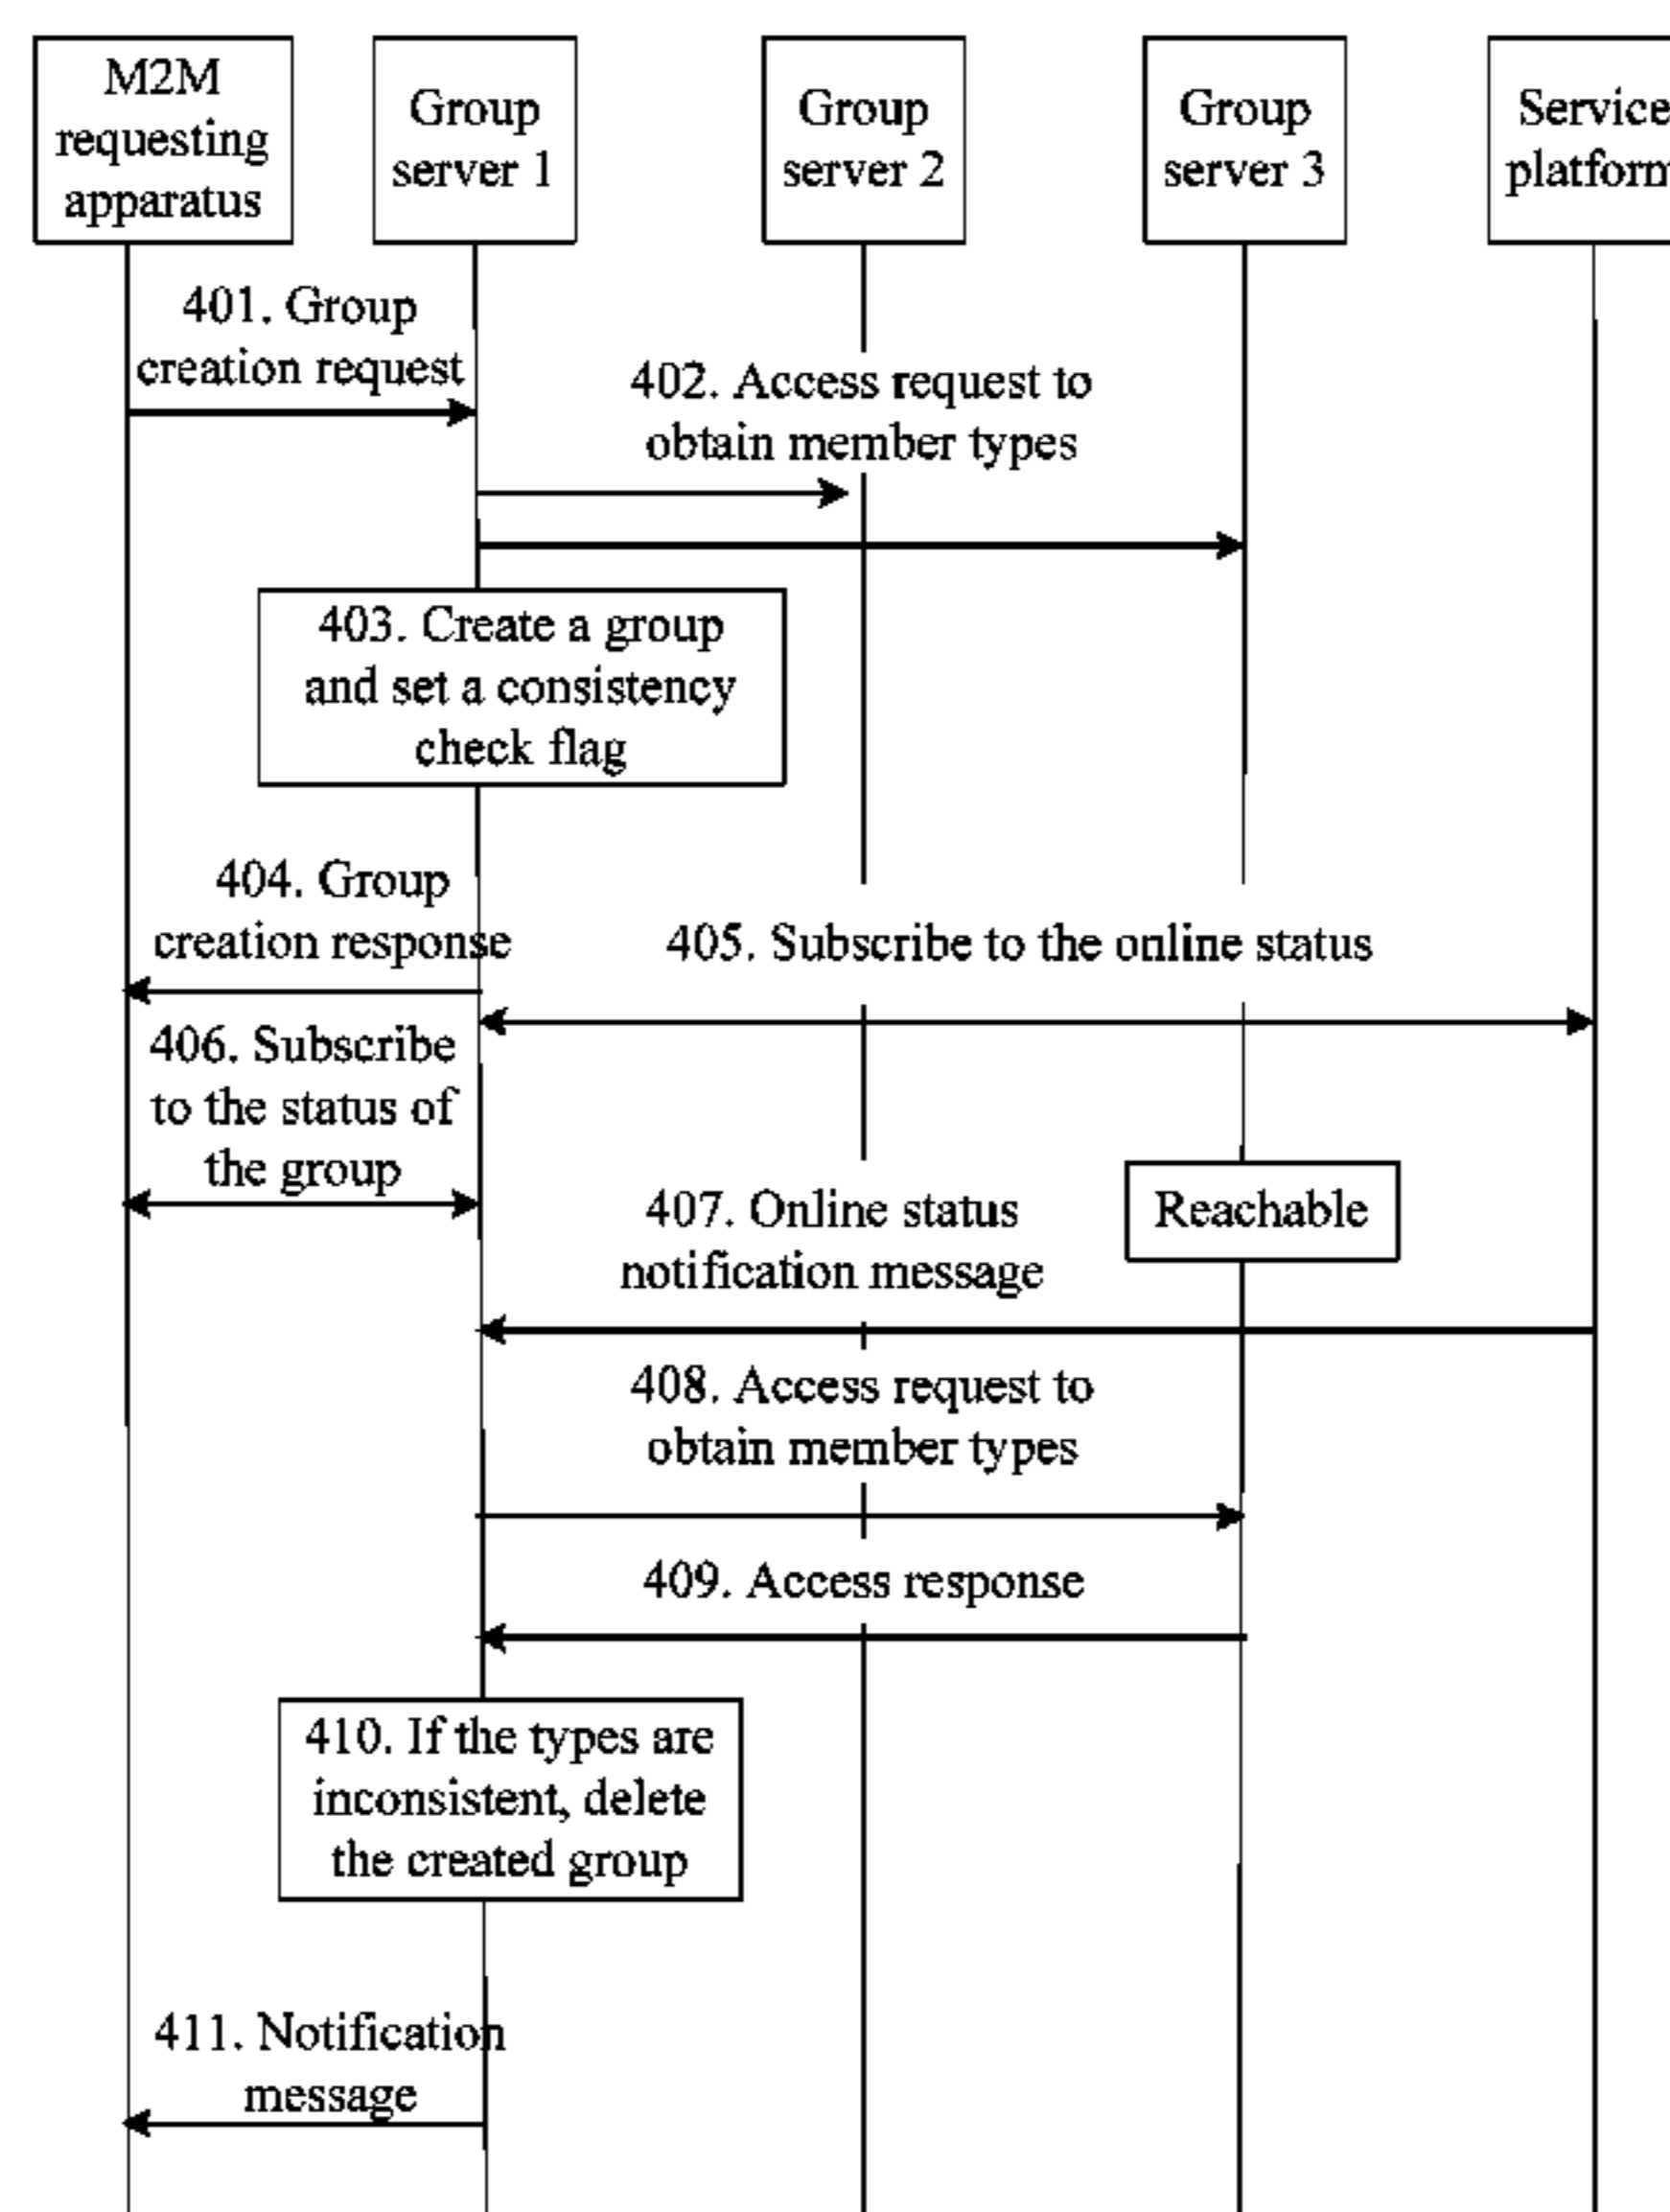 M2M
requesting
apparatus
Group
server 1
Group
server 2
Group
server 3
Service
platform
401. Group
creation request
402. Access request to
obtain member types
403. Create a group
and set a consistency
check flag
404. Group
creation response
405. Subscribe to the online status
406. Subscribe
to the status of
the group
407. Online status
notification message
Reachable
408. Access request to
obtain member types
409. Access response
410. If the types are
inconsistent, delete
the created group
411. Notification
message